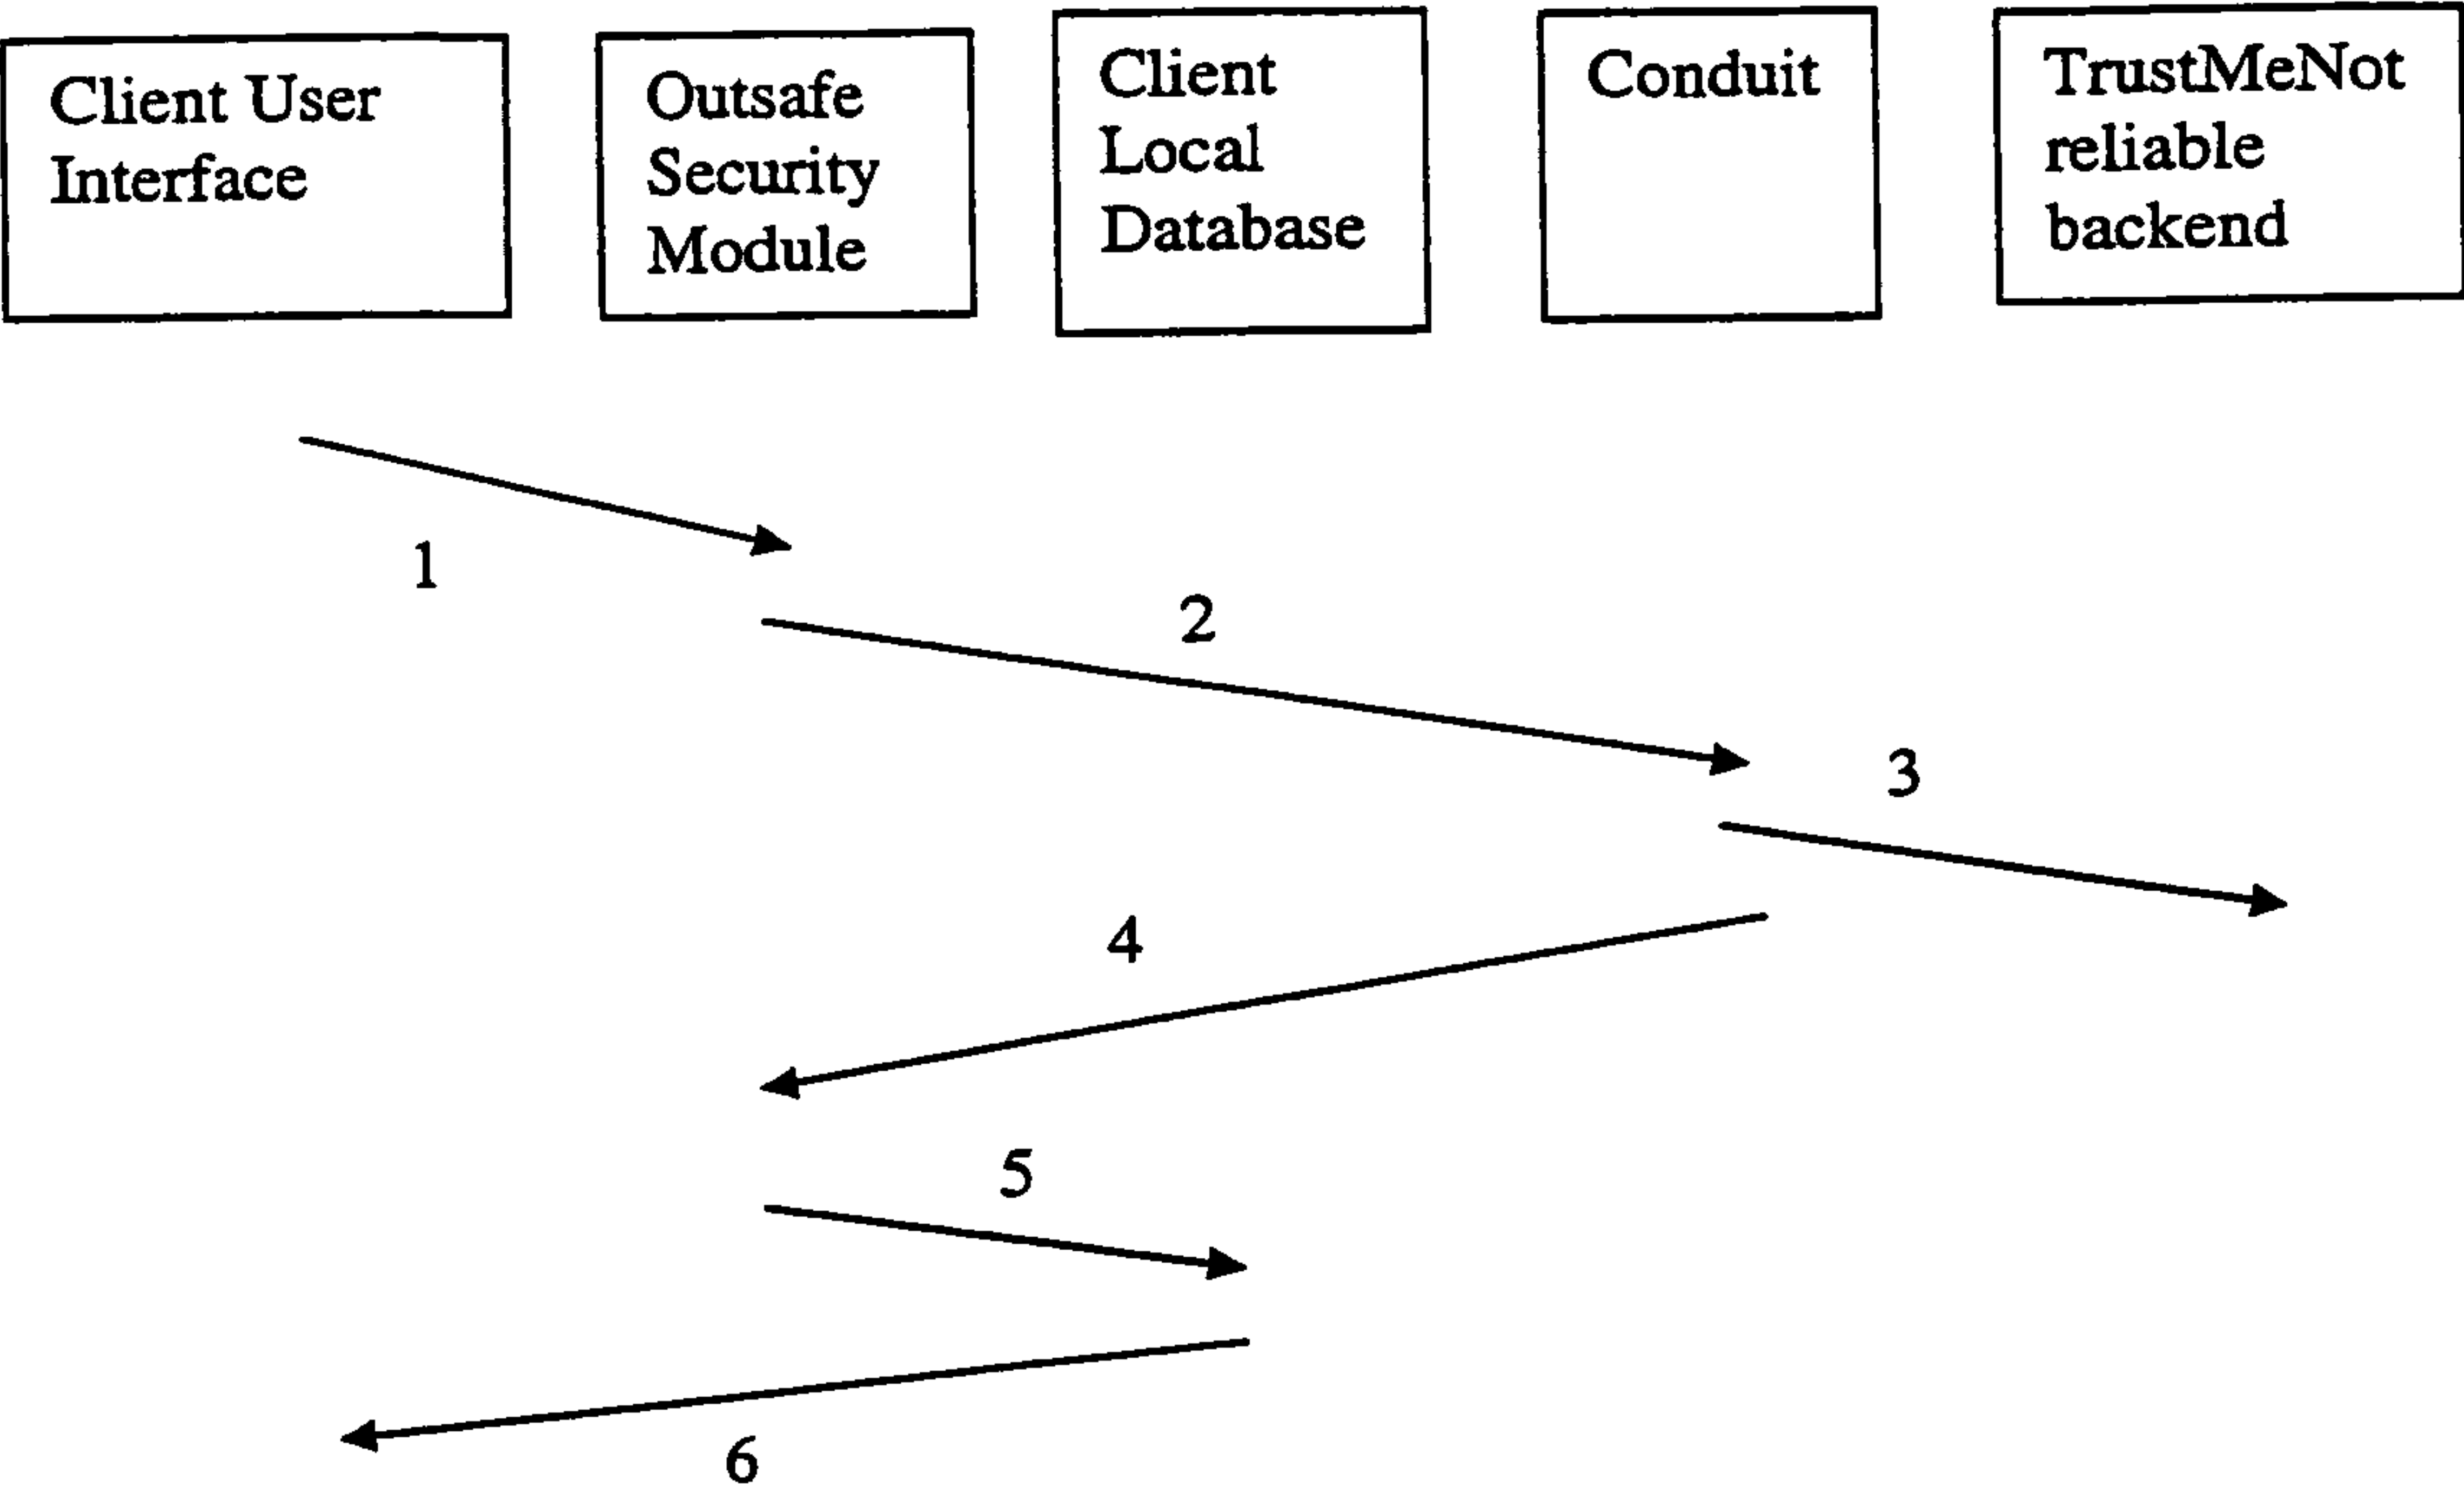 Client User
Interface
Outsafe
Security
Module
Client
Local
Database
Conduit
TrustMeNot
reliable
backend
1
2
3
4
5
6